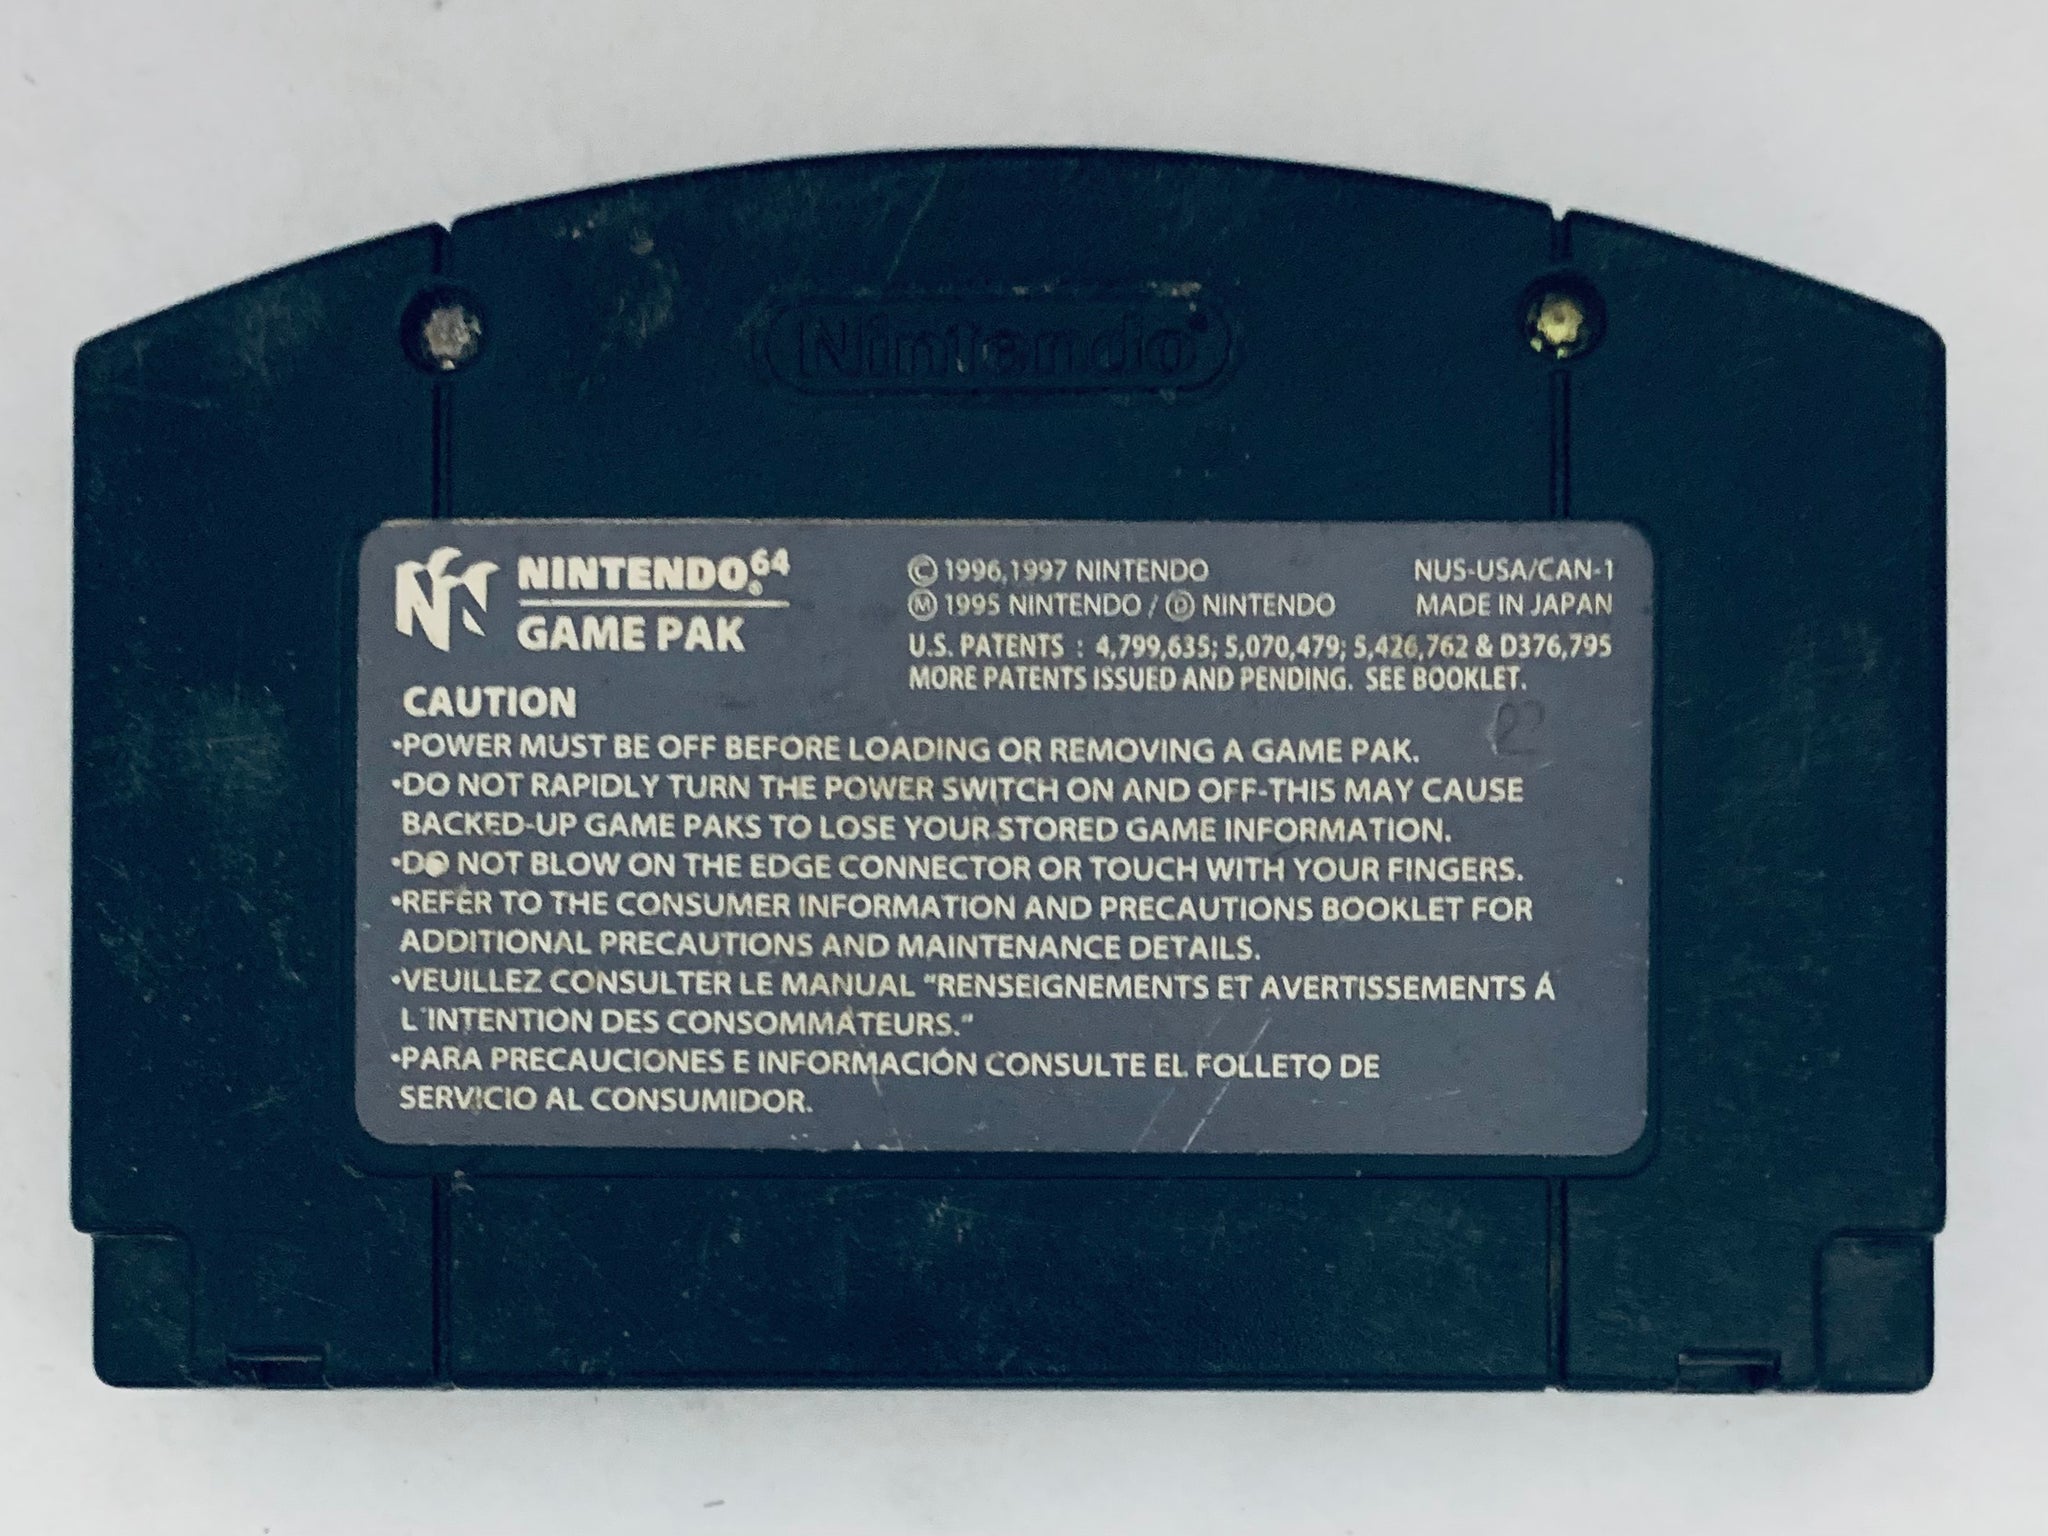 Nintendo
NINTENDO⁶⁴
GAME PAK
© 1996,1997 NINTENDO
Ⓜ 1995 NINTENDO / Ⓓ NINTENDO
NUS-USA/CAN-1
MADE IN JAPAN
U.S. PATENTS : 4,799,635; 5,070,479; 5,426,762 & D376,795
MORE PATENTS ISSUED AND PENDING. SEE BOOKLET.
CAUTION
•POWER MUST BE OFF BEFORE LOADING OR REMOVING A GAME PAK.
•DO NOT RAPIDLY TURN THE POWER SWITCH ON AND OFF-THIS MAY CAUSE
BACKED-UP GAME PAKS TO LOSE YOUR STORED GAME INFORMATION.
•DO NOT BLOW ON THE EDGE CONNECTOR OR TOUCH WITH YOUR FINGERS.
•REFER TO THE CONSUMER INFORMATION AND PRECAUTIONS BOOKLET FOR
ADDITIONAL PRECAUTIONS AND MAINTENANCE DETAILS.
•VEUILLEZ CONSULTER LE MANUAL "RENSEIGNEMENTS ET AVERTISSEMENTS Á
L'INTENTION DES CONSOMMATEURS."
•PARA PRECAUCIONES E INFORMACIÓN CONSULTE EL FOLLETO DE
SERVICIO AL CONSUMIDOR.